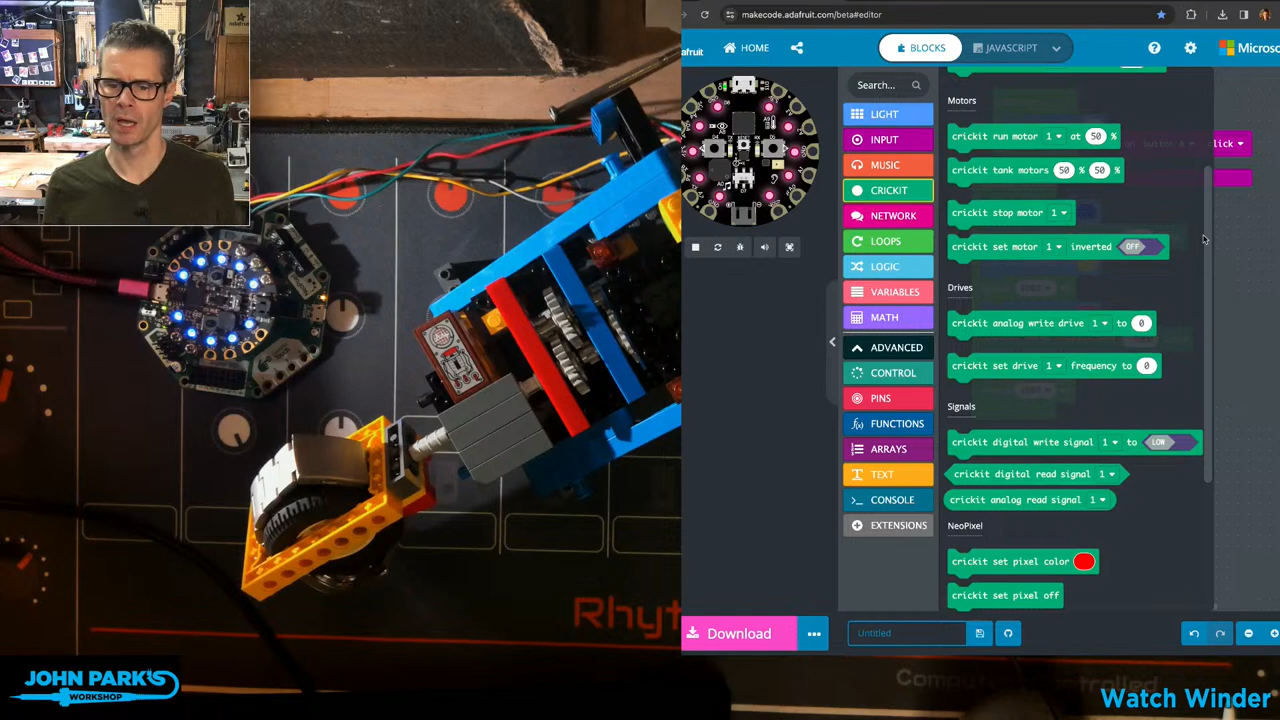 makecode.adafruit.com/beta#editor
afruit
HOME
BLOCKS
JAVASCRIPT
Microso
Search...
LIGHT
INPUT
MUSIC
CRICKIT
NETWORK
LOOPS
LOGIC
VARIABLES
MATH
ADVANCED
CONTROL
PINS
FUNCTIONS
ARRAYS
TEXT
CONSOLE
EXTENSIONS
Motors
crickit run motor 1 at 50 %
crickit tank motors 50 % 50 %
crickit stop motor 1
crickit set motor 1 inverted OFF
Drives
crickit analog write drive 1 to 0
crickit set drive 1 frequency to 0
Signals
crickit digital write signal 1 to LOW
crickit digital read signal 1
crickit analog read signal 1
NeoPixel
crickit set pixel color
crickit set pixel off
lick
Download
Untitled
Rhyt
JOHN PARK'S
WORKSHOP
Watch Winder